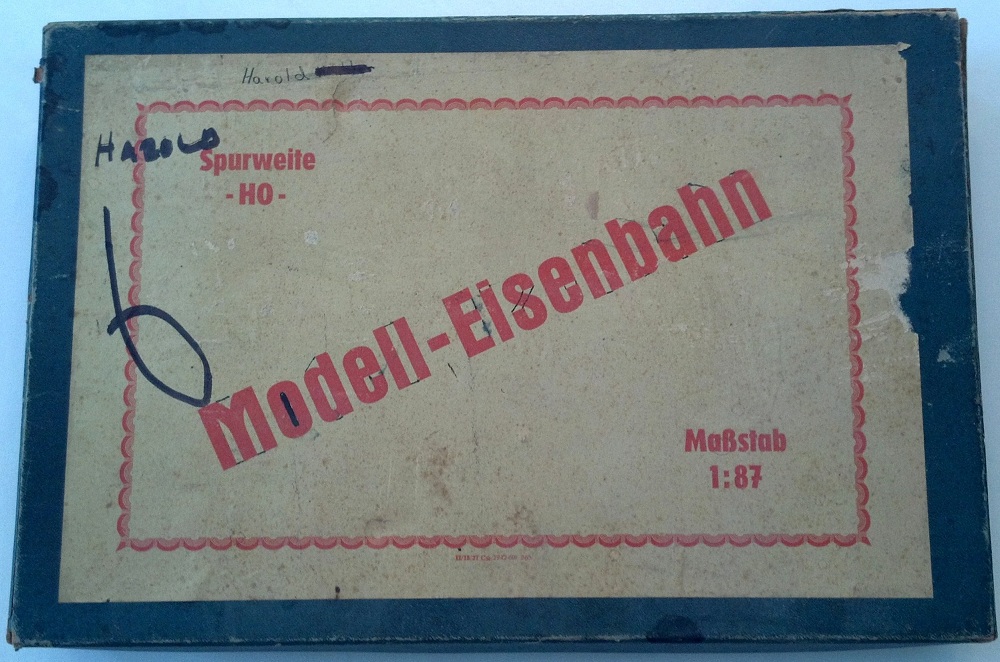 Harold
HAROLD
Spurweite
-HO-
Modell-Eisenbahn
Maßstab
1:87